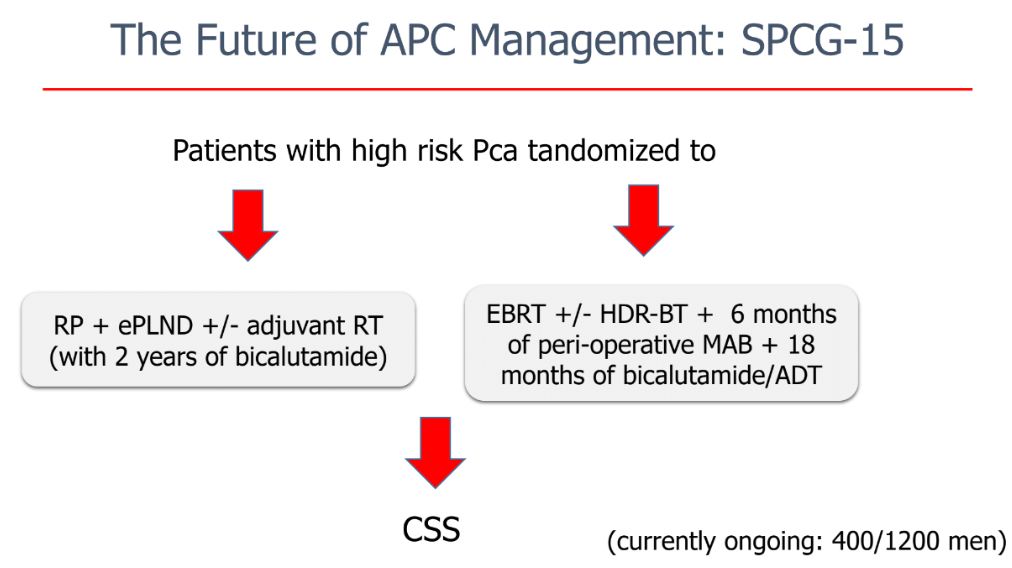 The Future of APC Management: SPCG-15
Patients with high risk Pca tandomized to
RP + ePLND +/- adjuvant RT
(with 2 years of bicalutamide)
EBRT +/- HDR-BT + 6 months
of peri-operative MAB + 18
months of bicalutamide/ADT
CSS
(currently ongoing: 400/1200 men)